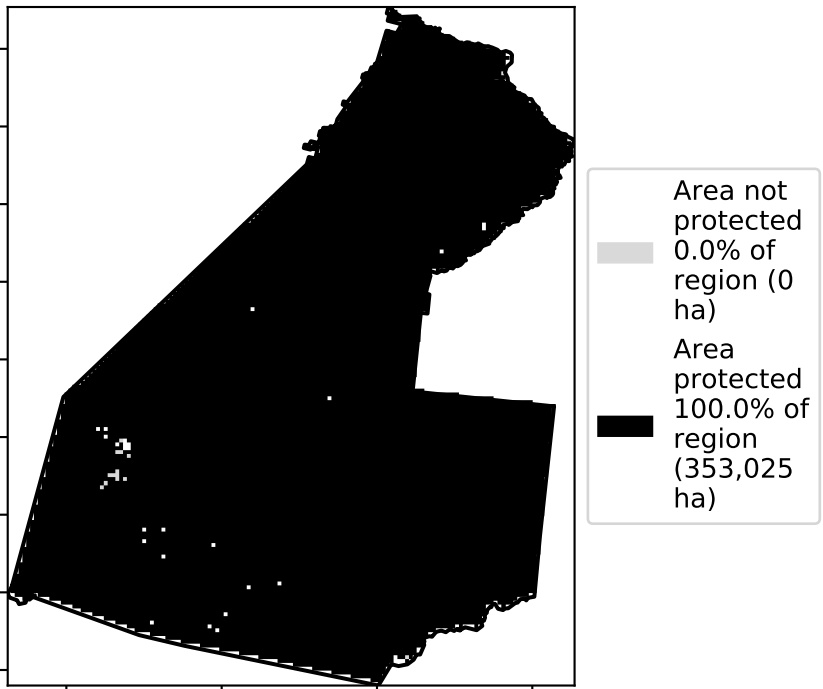 Area not
protected
0.0% of
region (0
ha)
Area
protected
100.0% of
region
(353,025
ha)